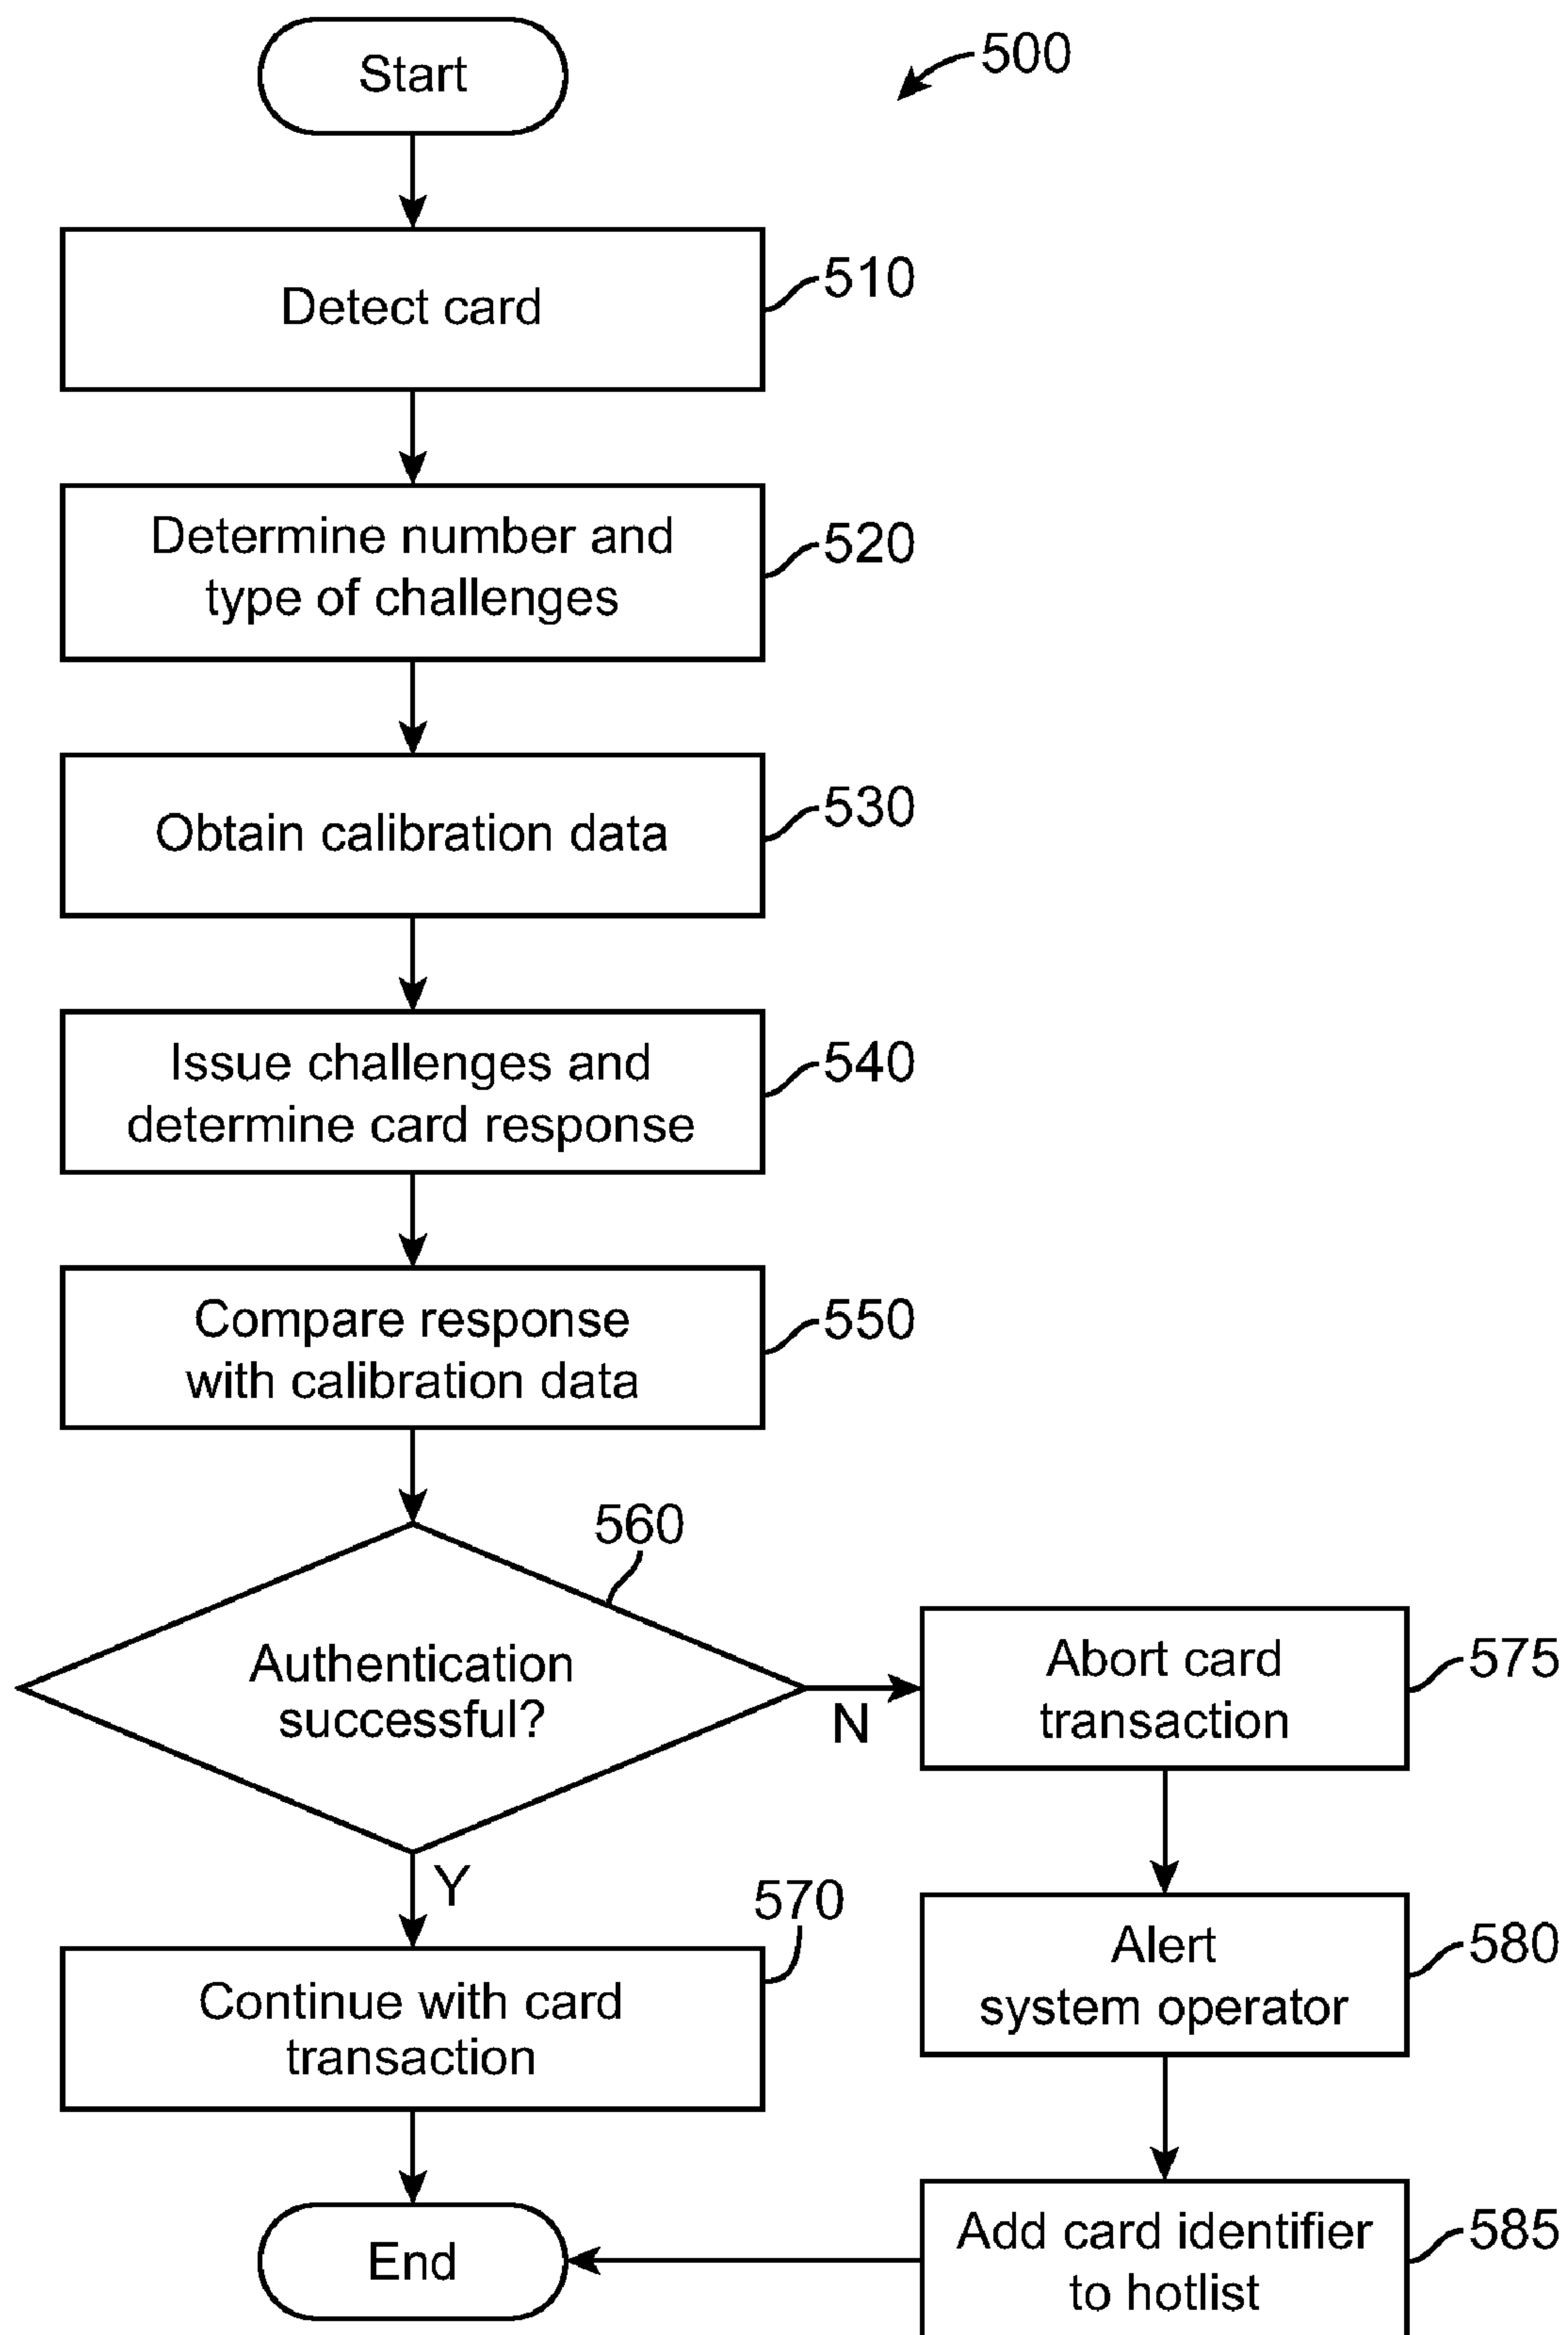 Start
500
Detect card
510
Determine number and
type of challenges
520
Obtain calibration data
530
Issue challenges and
determine card response
540
Compare response
with calibration data
550
560
Authentication
successful?
N
Abort card
transaction
575
Y
570
Continue with card
transaction
Alert
system operator
580
End
Add card identifier
to hotlist
585